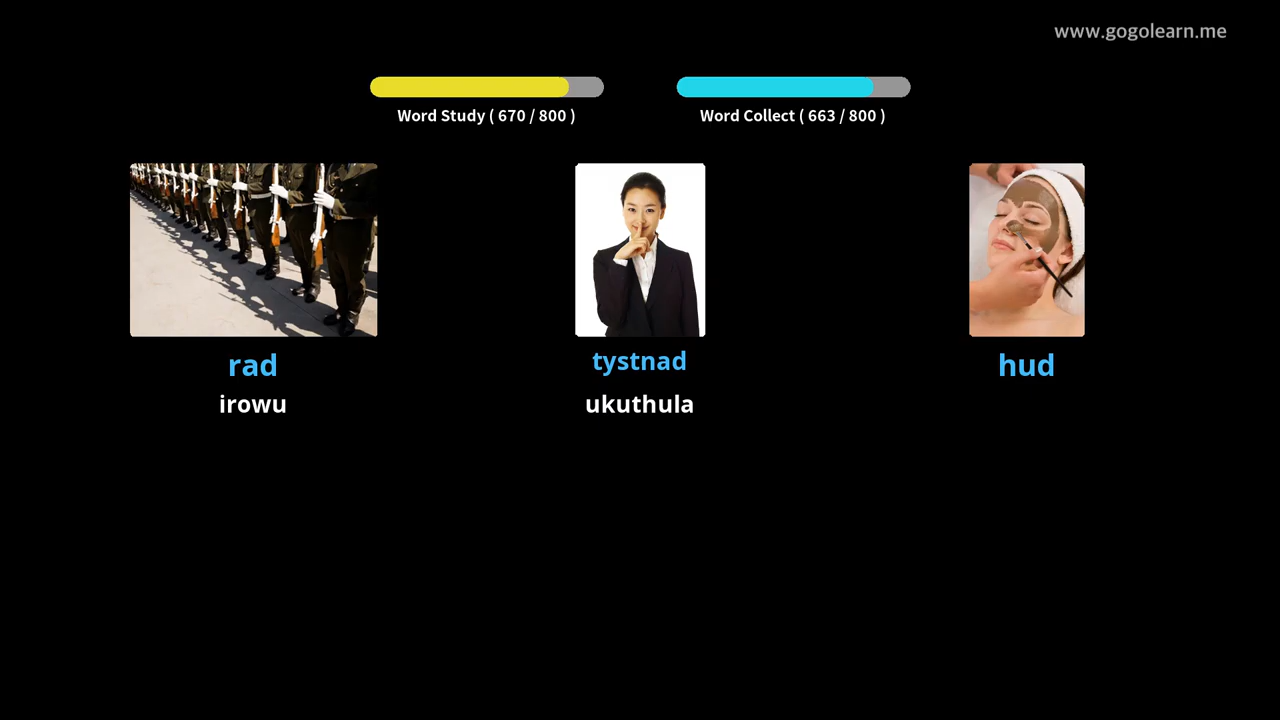 www.gogolearn.me
Word Study ( 670 / 800 )
Word Collect ( 663 / 800 )
rad
tystnad
hud
irowu
ukuthula